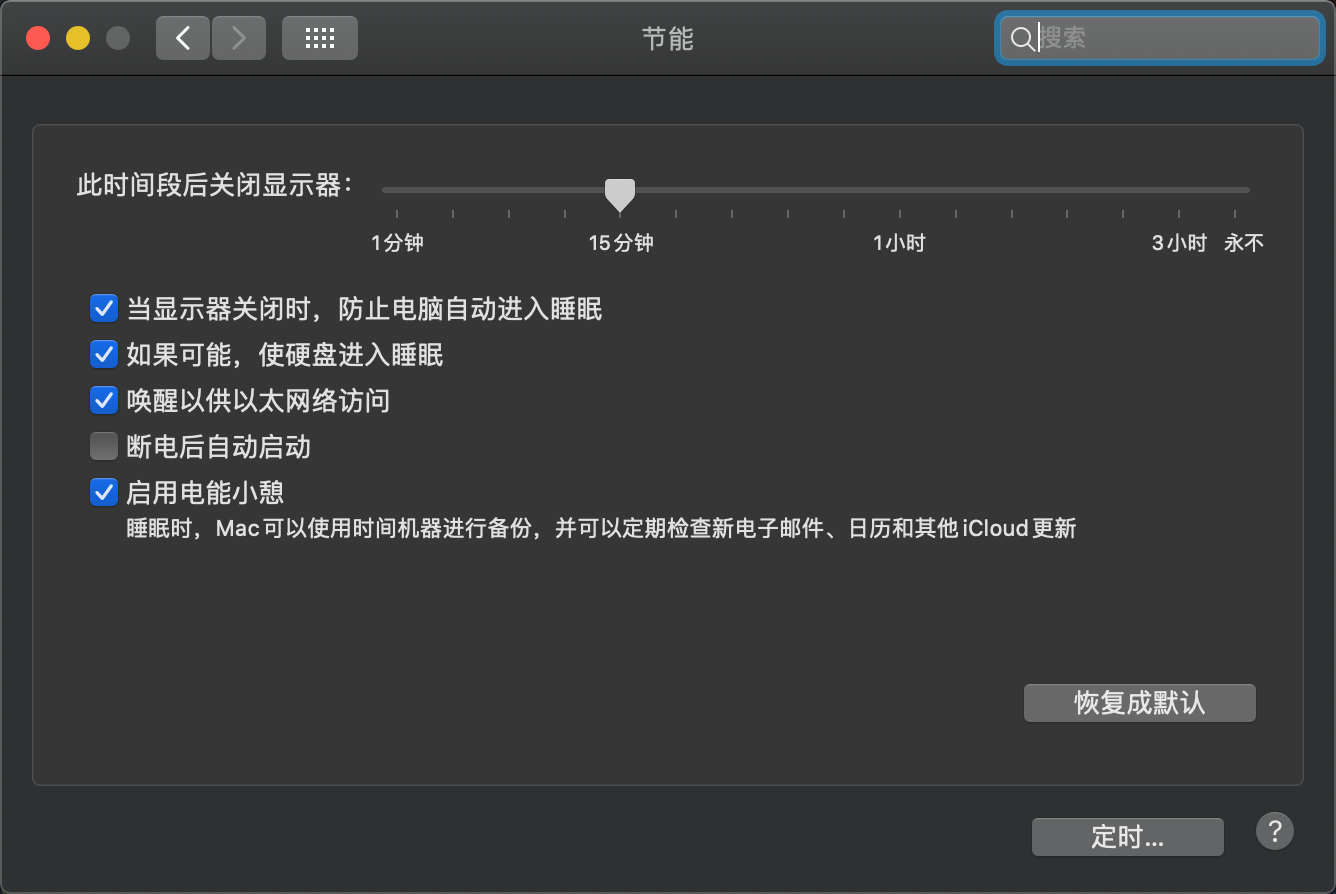 节能
搜索
此时间段后关闭显示器：
1分钟 15分钟 1小时 3小时 永不
当显示器关闭时，防止电脑自动进入睡眠
如果可能，使硬盘进入睡眠
唤醒以供以太网络访问
断电后自动启动
启用电能小憩
睡眠时，Mac可以使用时间机器进行备份，并可以定期检查新电子邮件、日历和其他iCloud更新
恢复成默认
定时...
?